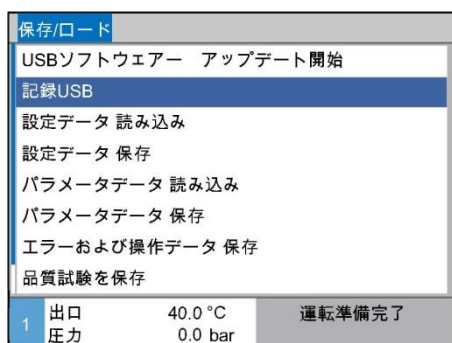 保存/ロード
USBソフトウェアー　アップデート開始
記録USB
設定データ 読み込み
設定データ 保存
パラメータデータ 読み込み
パラメータデータ 保存
エラーおよび操作データ 保存
品質試験を保存
1 出口 40.0 °C 運転準備完了
圧力 0.0 bar